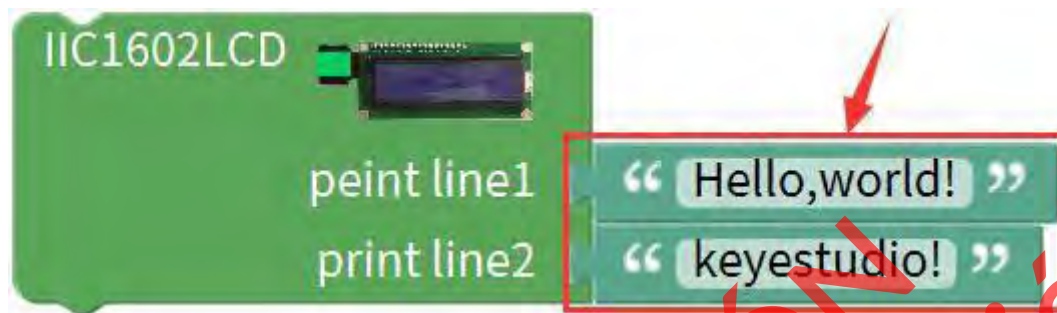 IIC1602LCD
peint line1 “ Hello,world! ”
print line2 “ keyestudio! ”